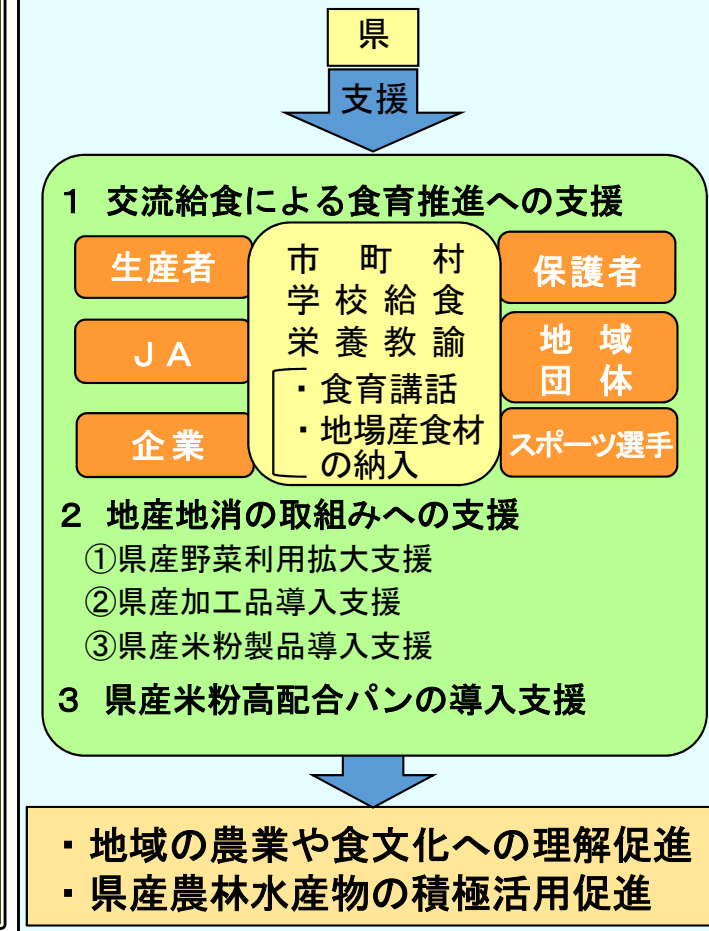 県
支援
１ 交流給食による食育推進への支援
生産者
ＪＡ
企業
市町村
学校給食
栄養教諭
・食育講話
・地場産食材
の納入
保護者
地域
団体
スポーツ選手
２ 地産地消の取組みへの支援
①県産野菜利用拡大支援
②県産加工品導入支援
③県産米粉製品導入支援
３ 県産米粉高配合パンの導入支援
・地域の農業や食文化への理解促進
・県産農林水産物の積極活用促進